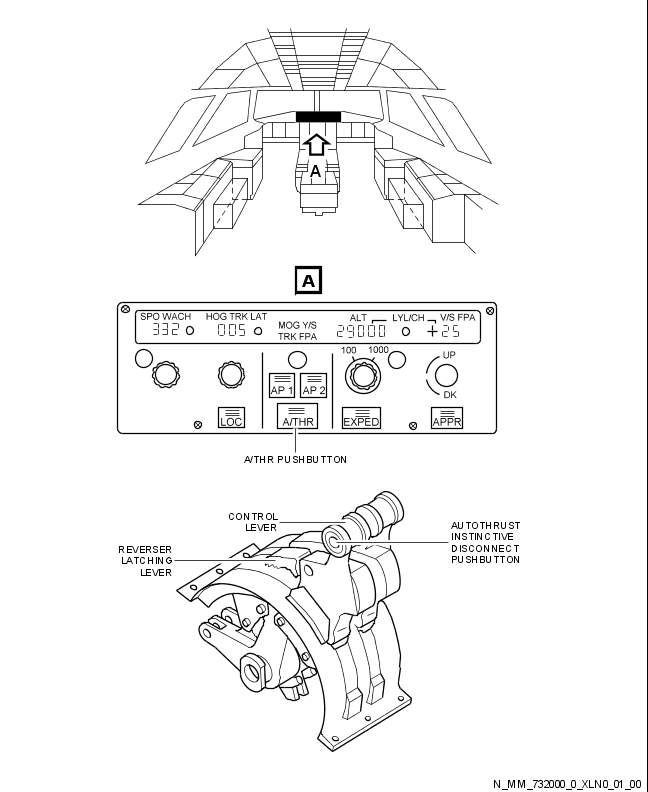 A
A
SPO WACH HOG TRK LAT ALT LYL/CH V/S FPA
332 005 MOG Y/S 29000 +25
TRK FPA
100 1000 UP
AP 1 AP 2
DK
LOC A/THR EXPED APPR
A/THR PUSHBUTTON
CONTROL
LEVER
AUTOTHRUST
INSTINCTIVE
DISCONNECT
PUSHBUTTON
REVERSER
LATCHING
LEVER
N_MM_732000_0_XLN0_01_00